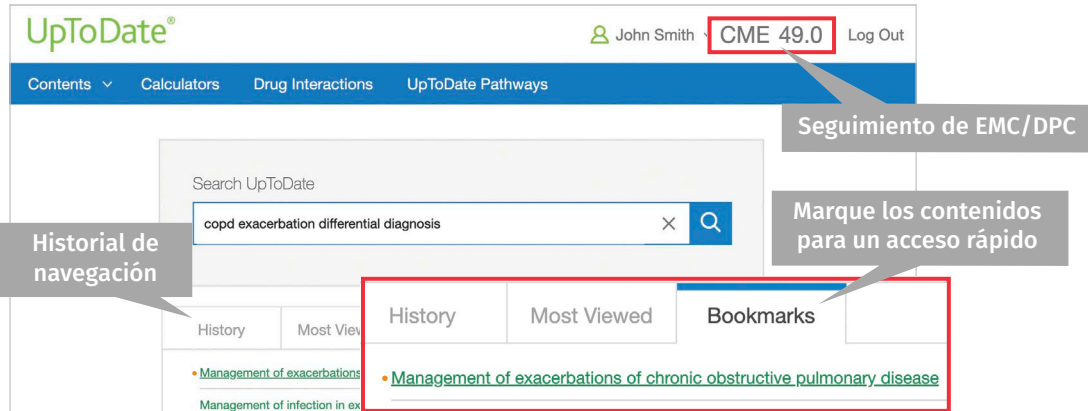 UpToDate®
John Smith
CME 49.0
Log Out
Contents
Calculators
Drug Interactions
UpToDate Pathways
Seguimiento de EMC/DPC
Search UpToDate
copd exacerbation differential diagnosis
Marque los contenidos
para un acceso rápido
Historial de
navegación
History
Most
History
Most Viewed
Bookmarks
Management of exacerbations
Management of exacerbations of chronic obstructive pulmonary disease
Management of infection in